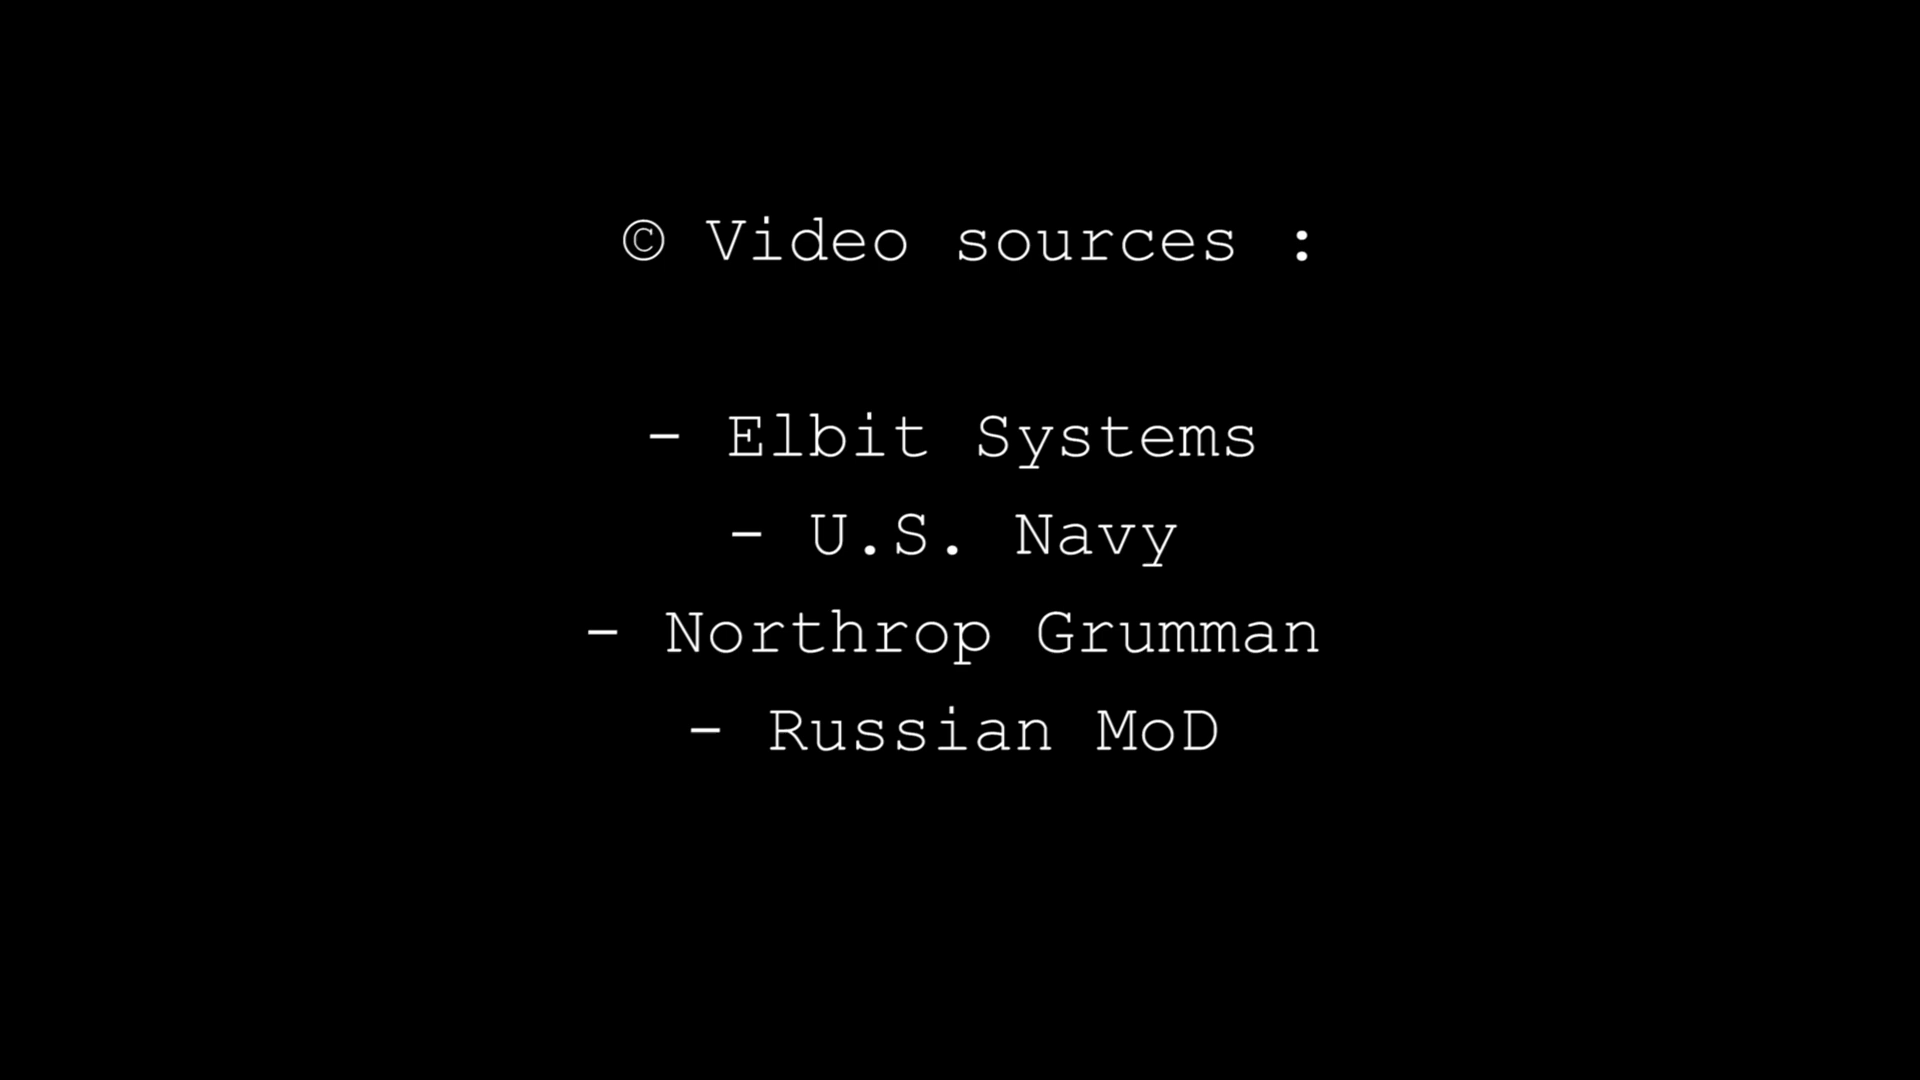 © Video sources :
- Elbit Systems
- U.S. Navy
- Northrop Grumman
- Russian MoD